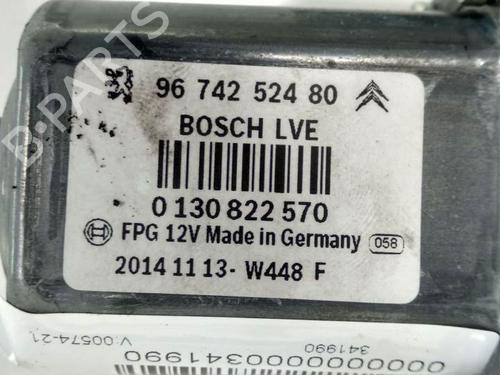 96 742 524 80
BOSCH LVE
0 130 822 570
FPG 12V Made in Germany 058
2014 11 13- W448 F
B-PARTS
V.00574-21
341990
0000000000341990